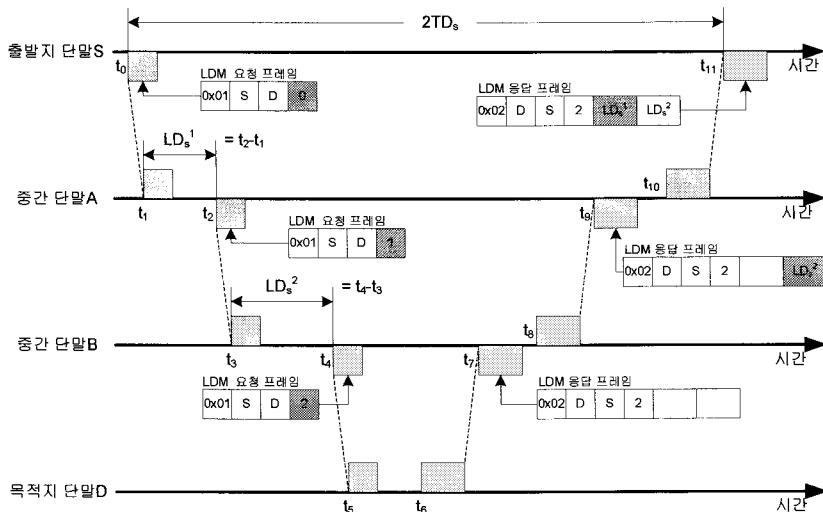 2TDₛ
출발지 단말S
t₀
t₁₁
시간
LDM 요청 프레임
0x01 S D 0
LDM 응답 프레임
0x02 D S 2 LDₛ¹ LDₛ²
LDₛ¹ = t₂-t₁
t₁₀
중간 단말A
t₁
t₂
t₉
시간
LDM 요청 프레임
0x01 S D 1
LDM 응답 프레임
0x02 D S 2 LDₛ²
LDₛ² = t₄-t₃
t₈
중간 단말B
t₃
t₄
t₇
시간
LDM 요청 프레임
0x01 S D 2
LDM 응답 프레임
0x02 D S 2
목적지 단말D
t₅
t₆
시간